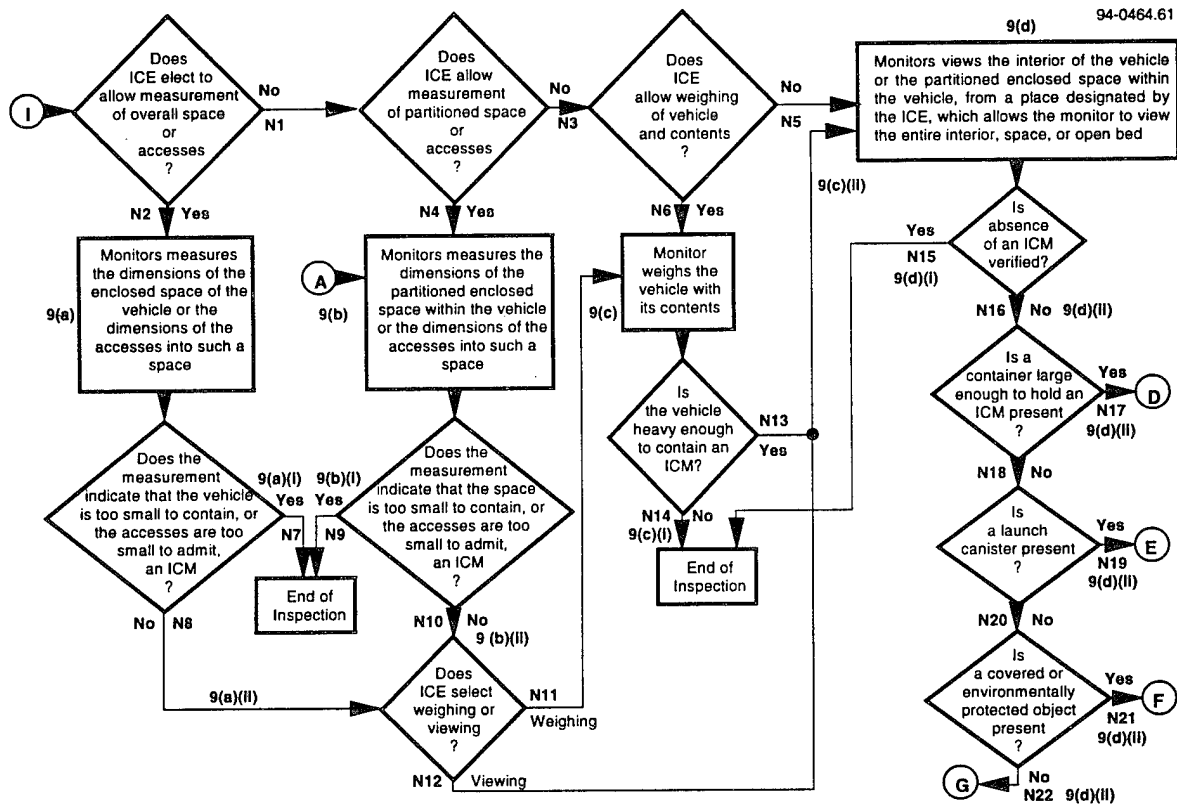 94-0464.61
I
Does
ICE elect to
allow measurement
of overall space
or
accesses
?
No
N1
N2
Yes
Does
ICE allow
measurement
of partitioned space
or
accesses
?
No
N3
N4
Yes
Does
ICE
allow weighing
of vehicle
and contents
?
No
N5
N6
Yes
9(d)
Monitors views the interior of the vehicle
or the partitioned enclosed space within
the vehicle, from a place designated by
the ICE, which allows the monitor to view
the entire interior, space, or open bed
9(a)
Monitors measures
the dimensions of the
enclosed space of the
vehicle or the
dimensions of the
accesses into such a
space
A
9(b)
Monitors measures the
dimensions of the
partitioned enclosed
space within the vehicle
or the dimensions of the
accesses into such a
space
9(c)
Monitor
weighs the
vehicle with
its contents
9(c)(ii)
Is
absence
of an ICM
verified?
Yes
N15
9(d)(i)
N16
No 9(d)(ii)
Does the
measurement
indicate that the vehicle
is too small to contain, or
the accesses are too
small to admit,
an ICM
?
9(a)(i)
Yes
N7
No
N8
9(a)(ii)
9(b)(i)
Yes
N9
Does the
measurement
indicate that the space
is too small to contain, or
the accesses are too
small to admit,
an ICM
?
N10
No
9 (b)(ii)
End of
Inspection
Is
the vehicle
heavy enough
to contain an
ICM?
N13
Yes
N14
No
9(c)(i)
End of
Inspection
Does
ICE select
weighing or
viewing
?
N11
Weighing
N12
Viewing
Is a
container large
enough to hold an
ICM present
?
Yes
N17
9(d)(ii)
D
N18
No
Is
a launch
canister present
?
Yes
N19
9(d)(ii)
E
N20
No
Is
a covered or
environmentally
protected object
present
?
Yes
N21
9(d)(ii)
F
No
N22 9(d)(ii)
G